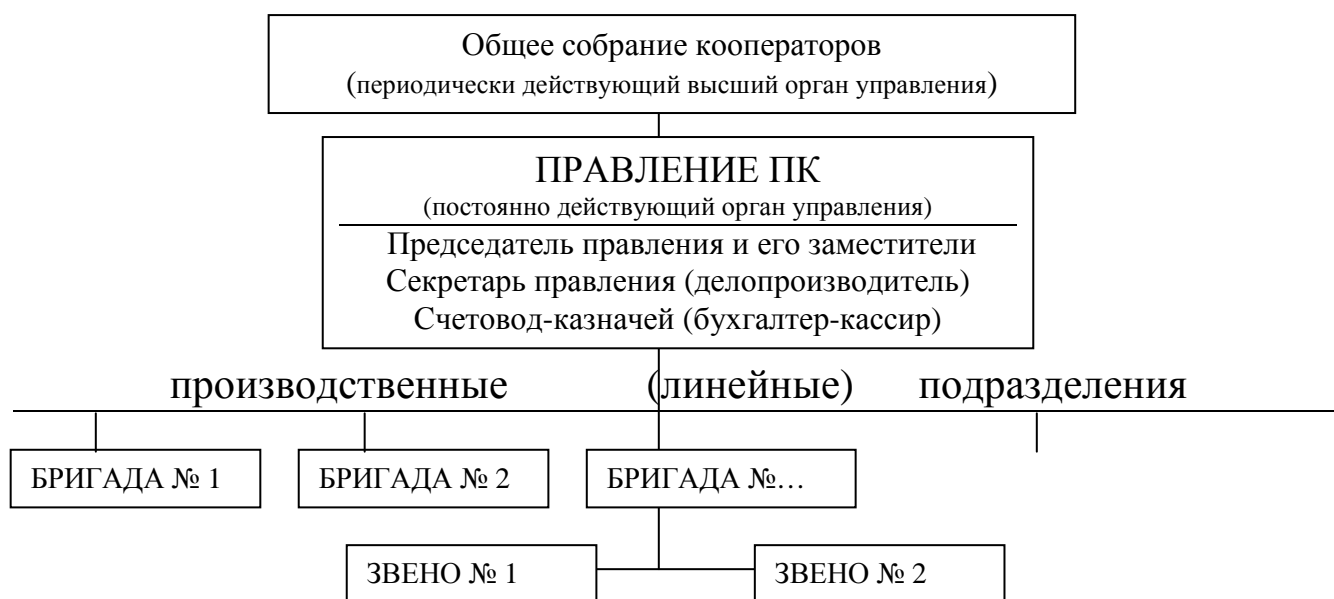 Общее собрание кооператоров
(периодически действующий высший орган управления)
ПРАВЛЕНИЕ ПК
(постоянно действующий орган управления)
Председатель правления и его заместители
Секретарь правления (делопроизводитель)
Счетовод-казначей (бухгалтер-кассир)
производственные (линейные) подразделения
БРИГАДА № 1 БРИГАДА № 2 БРИГАДА №…
ЗВЕНО № 1 ЗВЕНО № 2